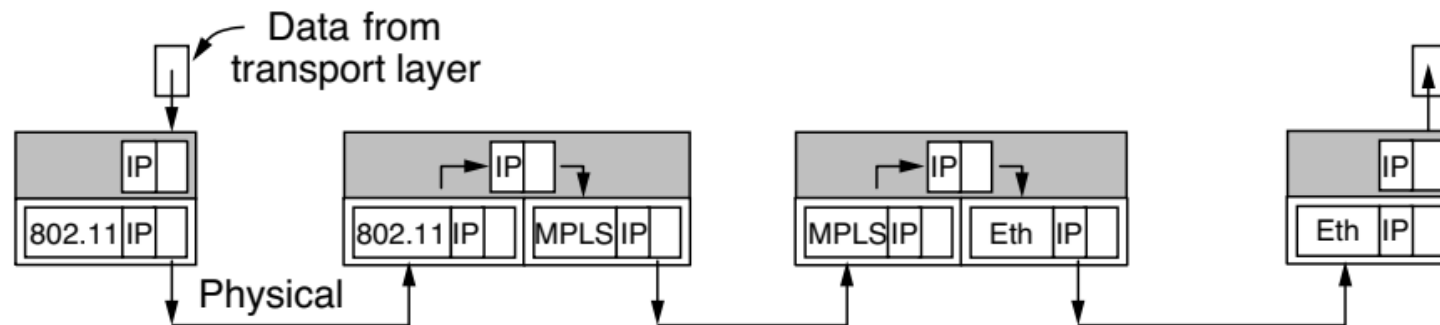 Data from
transport layer
IP
IP
IP
IP
802.11 IP
802.11 IP
MPLS IP
MPLS IP
Eth IP
Eth IP
Physical